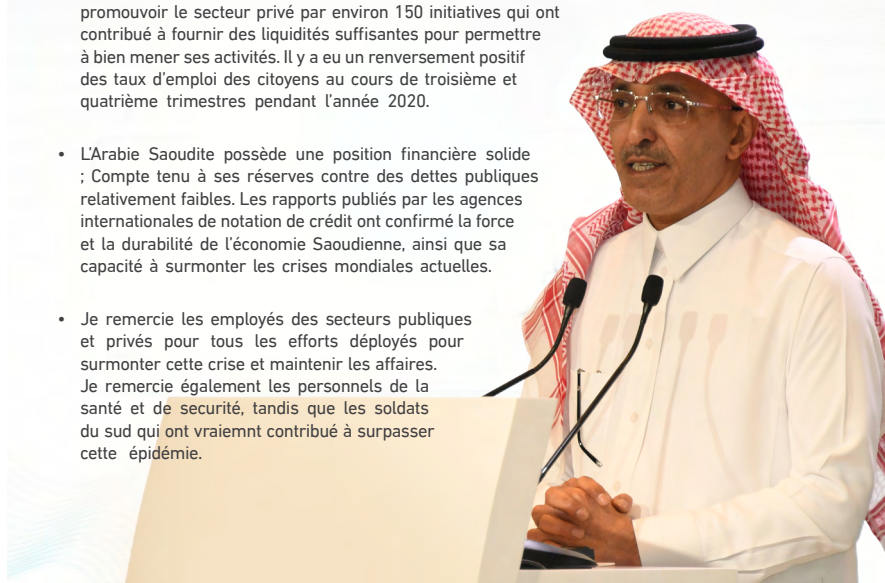 promouvoir le secteur privé par environ 150 initiatives qui ont
contribué à fournir des liquidités suffisantes pour permettre
à bien mener ses activités. Il y a eu un renversement positif
des taux d'emploi des citoyens au cours de troisième et
quatrième trimestres pendant l'année 2020.
• L'Arabie Saoudite possède une position financière solide
; Compte tenu à ses réserves contre des dettes publiques
relativement faibles. Les rapports publiés par les agences
internationales de notation de crédit ont confirmé la force
et la durabilité de l'économie Saoudienne, ainsi que sa
capacité à surmonter les crises mondiales actuelles.
• Je remercie les employés des secteurs publiques
et privés pour tous les efforts déployés pour
surmonter cette crise et maintenir les affaires.
Je remercie également les personnels de la
santé et de securité, tandis que les soldats
du sud qui ont vraiemnt contribué à surpasser
cette épidémie.